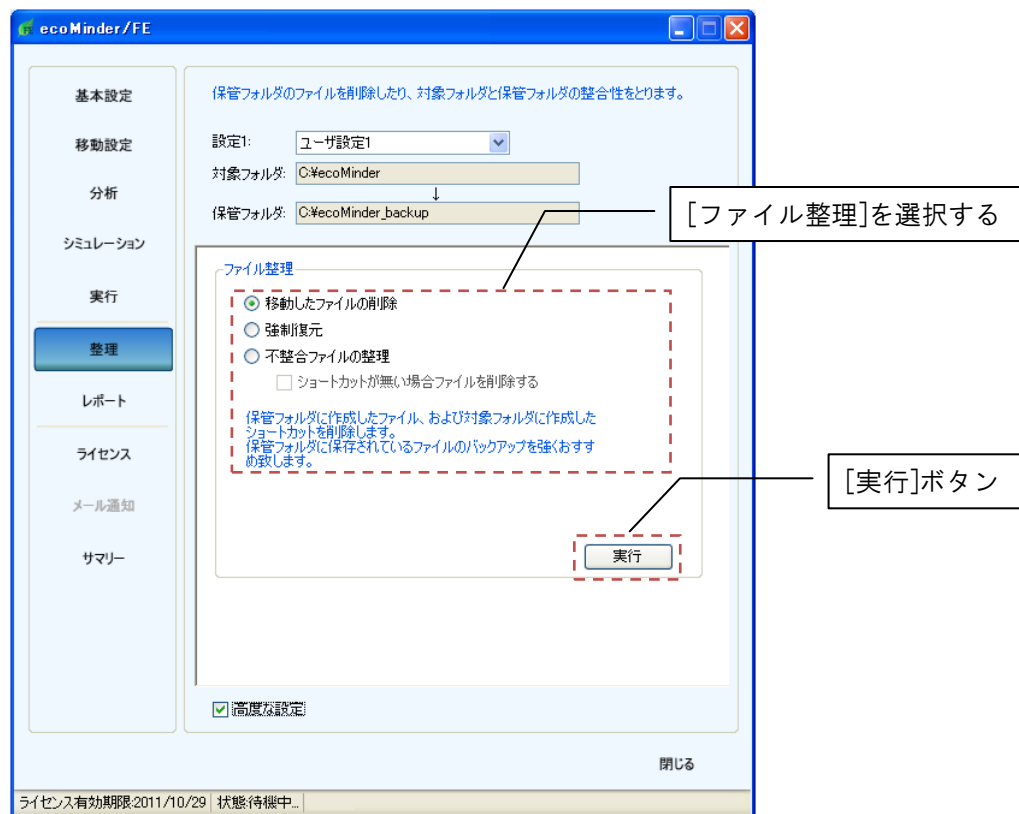 ecoMinder/FE
基本設定
移動設定
分析
シミュレーション
実行
整理
レポート
ライセンス
メール通知
サマリー
保管フォルダのファイルを削除したり、対象フォルダと保管フォルダの整合性をとります。
設定1: ユーザ設定1
対象フォルダ: C:¥ecoMinder
↓
保管フォルダ: C:¥ecoMinder_backup
[ファイル整理]を選択する
ファイル整理
移動したファイルの削除
強制復元
不整合ファイルの整理
ショートカットが無い場合ファイルを削除する
保管フォルダに作成したファイル、および対象フォルダに作成した
ショートカットを削除します。
保管フォルダに保存されているファイルのバックアップを強くおすす
め致します。
[実行]ボタン
実行
高度な設定
閉じる
ライセンス有効期限:2011/10/29 状態:待機中...